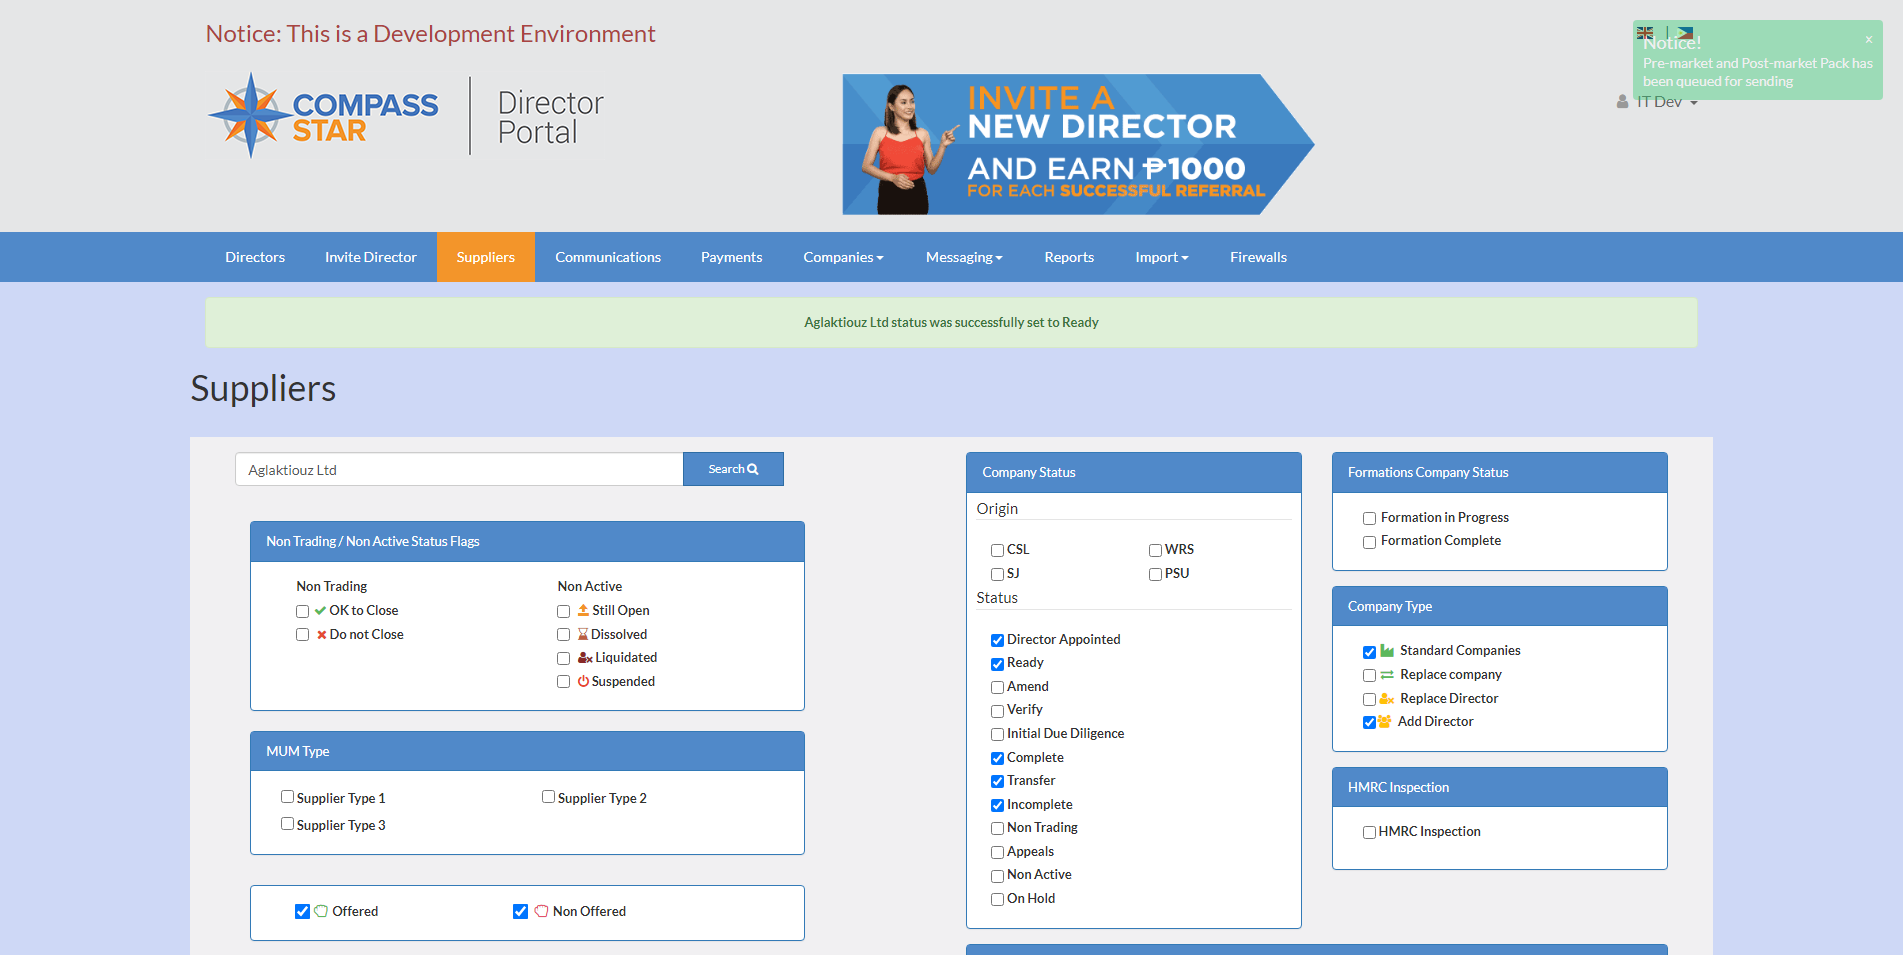 Notice: This is a Development Environment
Notice!
×
Pre-market and Post-market Pack has
been queued for sending
IT Dev
COMPASS
STAR
Director
Portal
INVITE A
NEW DIRECTOR
AND EARN ₱1000
FOR EACH SUCCESSFUL REFERRAL
Directors
Invite Director
Suppliers
Communications
Payments
Companies
Messaging
Reports
Import
Firewalls
Aglaktiouz Ltd status was successfully set to Ready
Suppliers
Aglaktiouz Ltd
Search
Non Trading / Non Active Status Flags
Non Trading
OK to Close
Do not Close
Non Active
Still Open
Dissolved
Liquidated
Suspended
MUM Type
Supplier Type 1
Supplier Type 2
Supplier Type 3
Offered
Non Offered
Company Status
Origin
CSL
WRS
SJ
PSU
Status
Director Appointed
Ready
Amend
Verify
Initial Due Diligence
Complete
Transfer
Incomplete
Non Trading
Appeals
Non Active
On Hold
Formations Company Status
Formation in Progress
Formation Complete
Company Type
Standard Companies
Replace company
Replace Director
Add Director
HMRC Inspection
HMRC Inspection